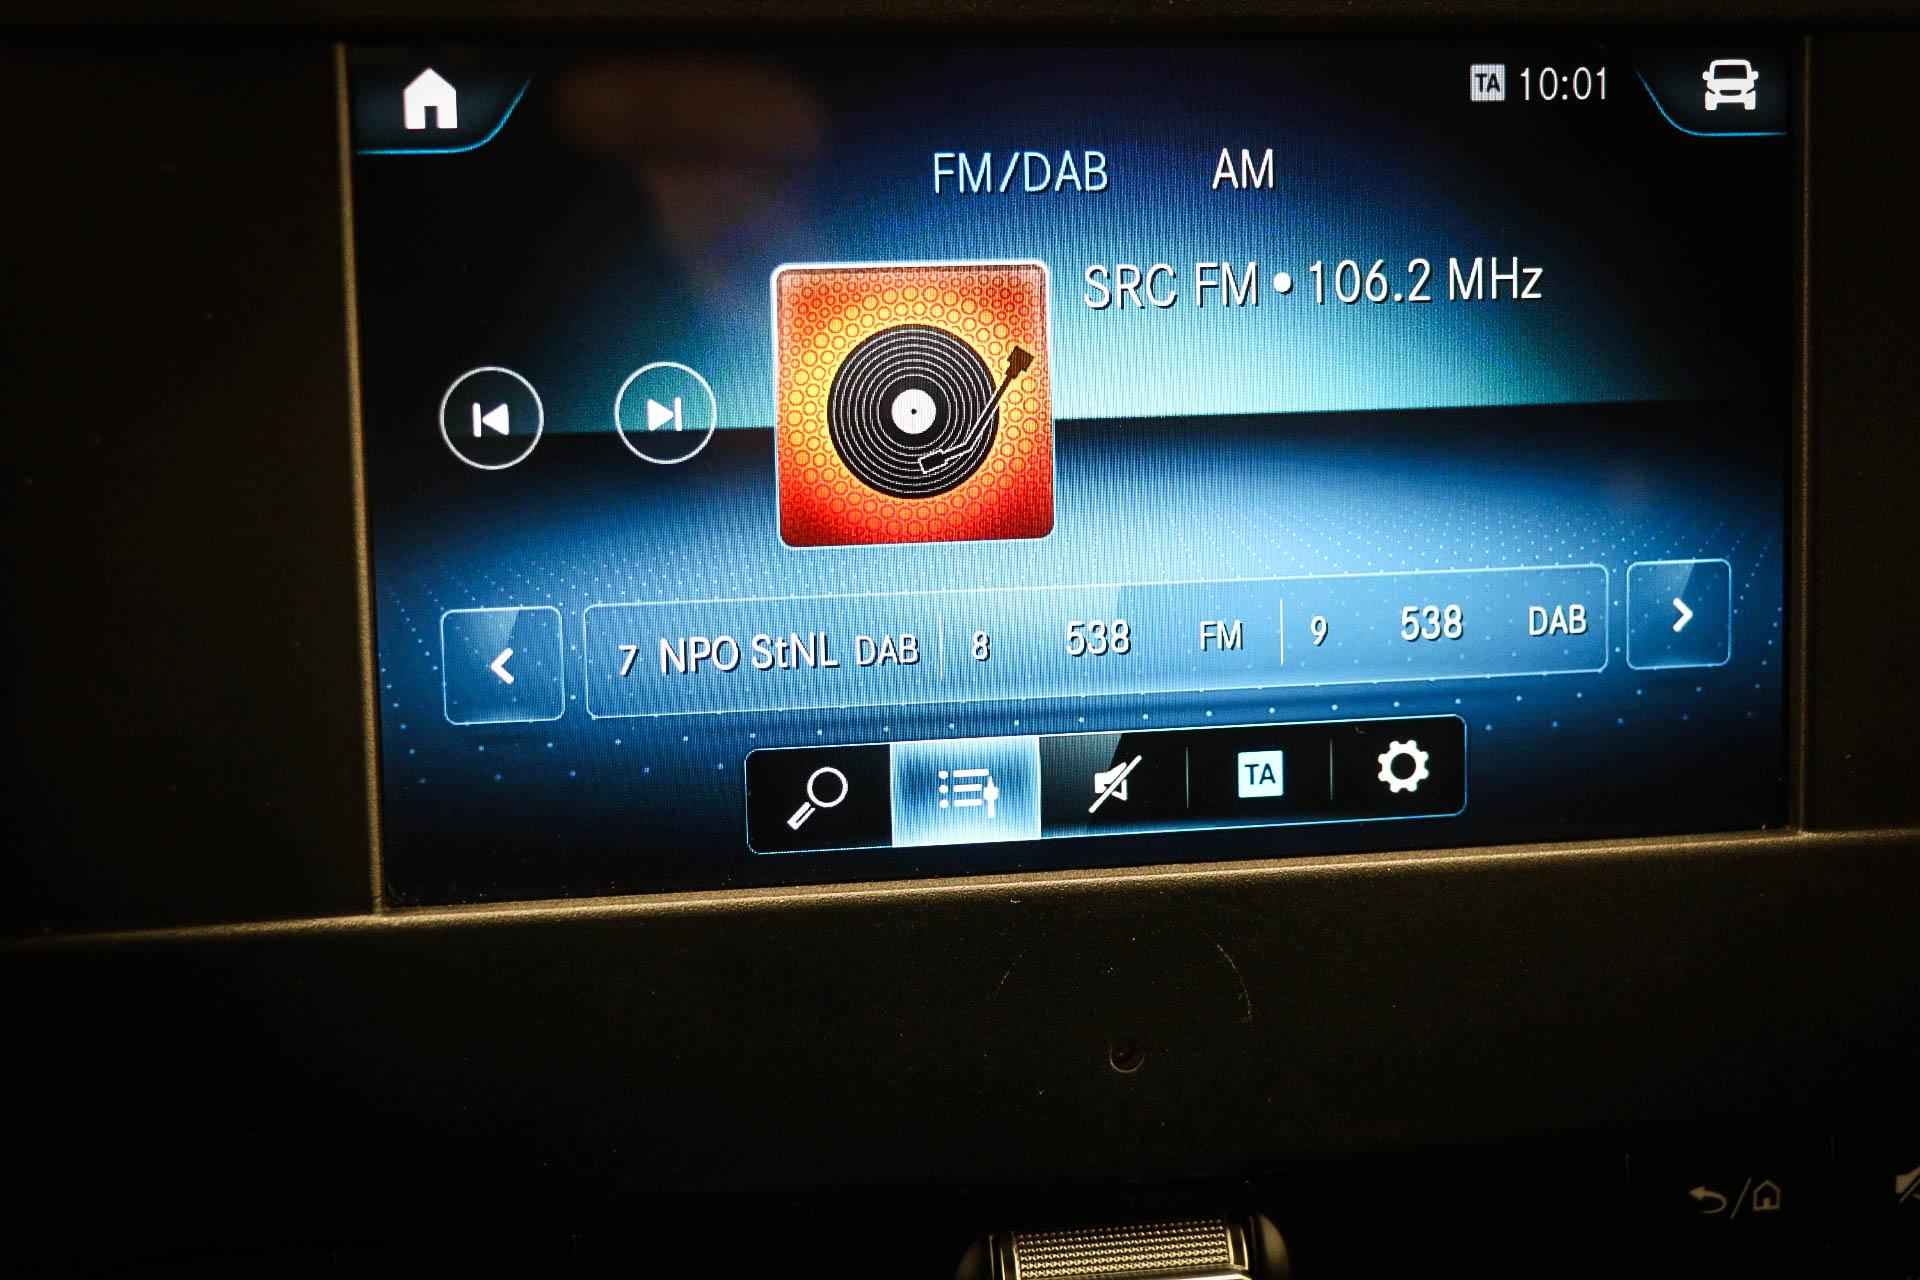 TA 10:01
FM/DAB AM
SRC FM • 106.2 MHz
7 NPO StNL DAB 8 538 FM 9 538 DAB
TA